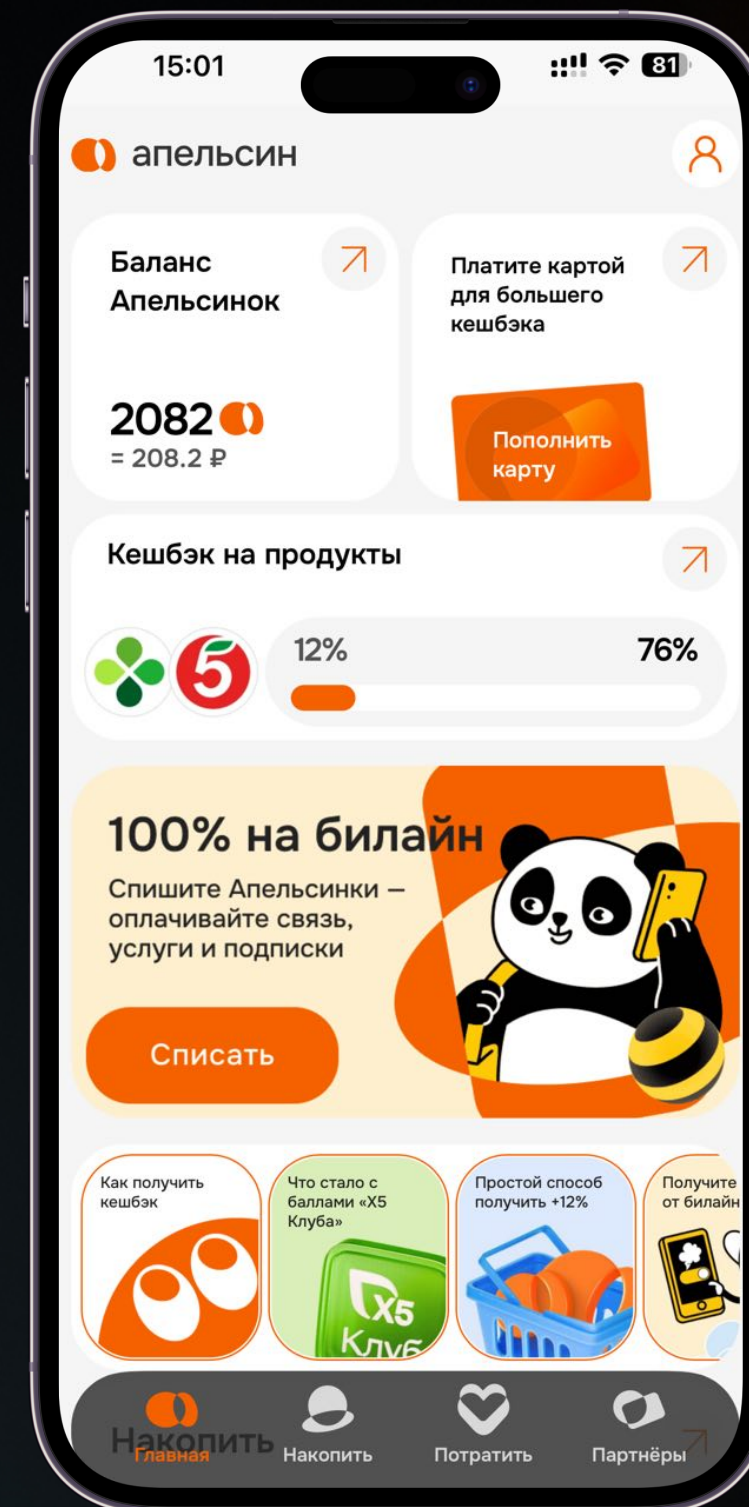 15:01
81
апельсин
Баланс
Апельсинок
2082
= 208.2 ₽
Платите картой
для большего
кешбэка
Пополнить
карту
Кешбэк на продукты
5
12%
76%
100% на билайн
Спишите Апельсинки —
оплачивайте связь,
услуги и подписки
Списать
Как получить
кешбэк
Что стало с
баллами «X5
Клуба»
X5
Клуб
Простой способ
получить +12%
Получите
от билайн
Накопить
Главная
Накопить
Потратить
Партнёры